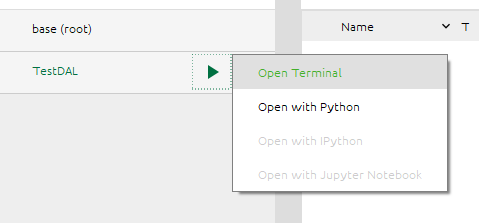 base (root)
Name
T
TestDAL
Open Terminal
Open with Python
Open with IPython
Open with Jupyter Notebook